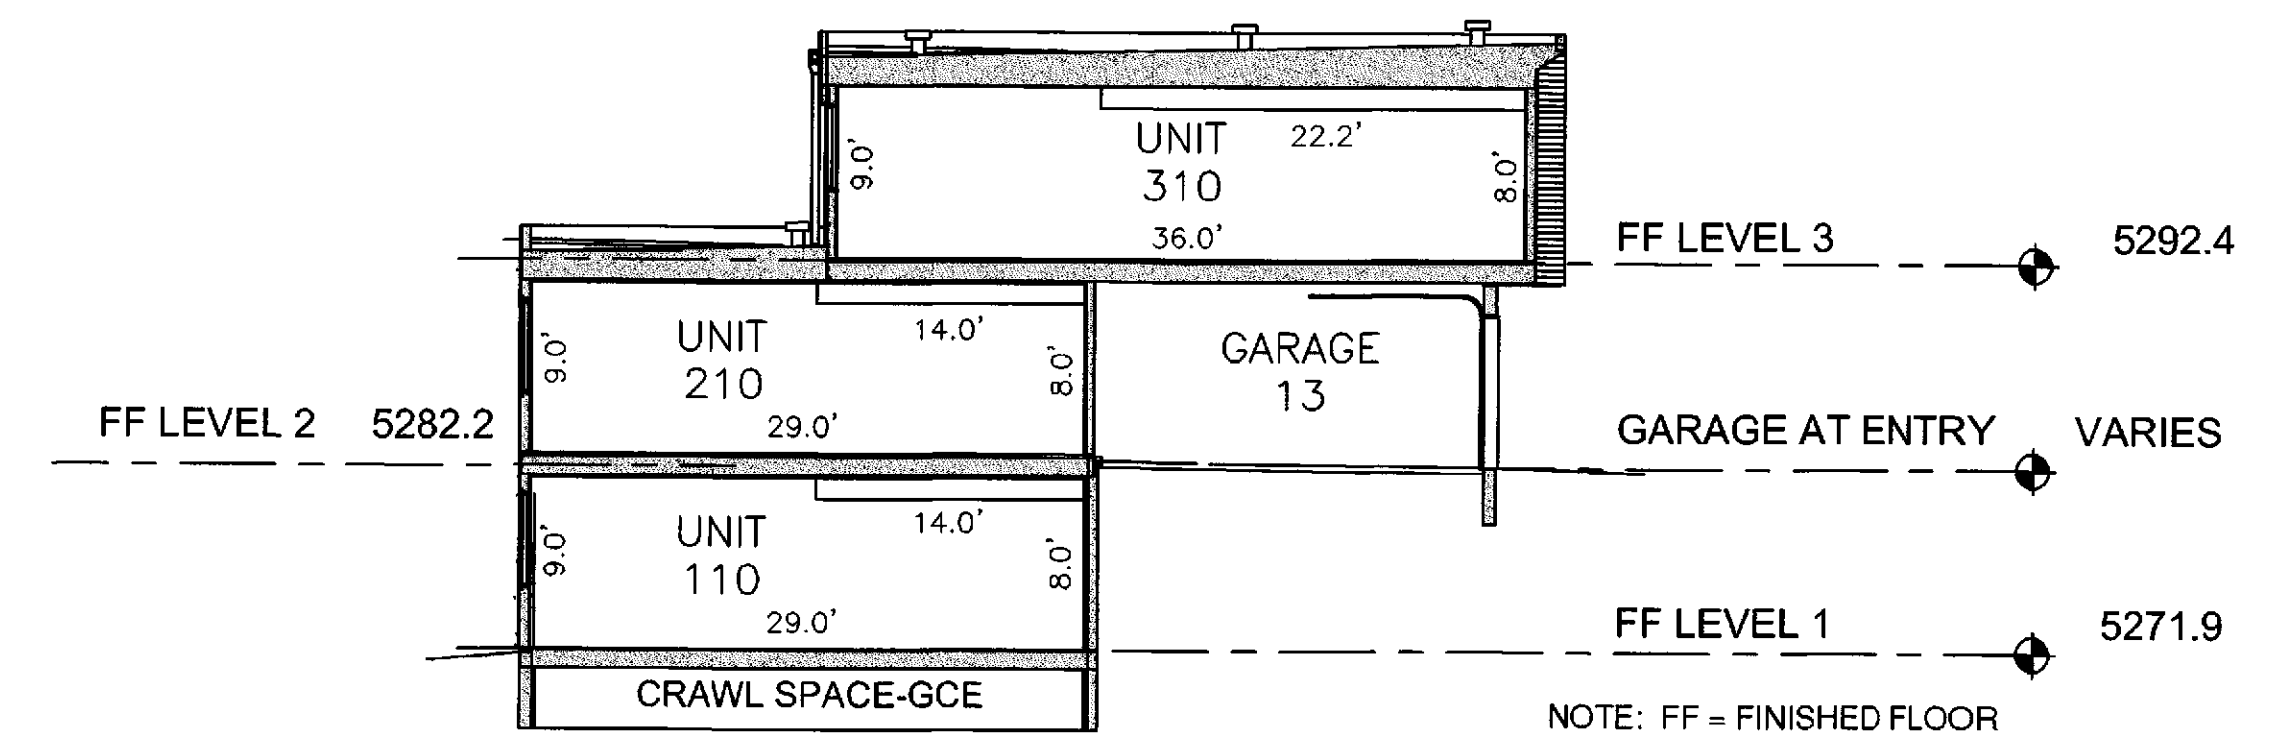 UNIT
310
22.2'
9.0'
8.0'
36.0'
FF LEVEL 3 5292.4
UNIT
210
14.0'
9.0'
8.0'
29.0'
GARAGE
13
FF LEVEL 2 5282.2
GARAGE AT ENTRY VARIES
UNIT
110
14.0'
9.0'
8.0'
29.0'
FF LEVEL 1 5271.9
CRAWL SPACE-GCE
NOTE: FF = FINISHED FLOOR